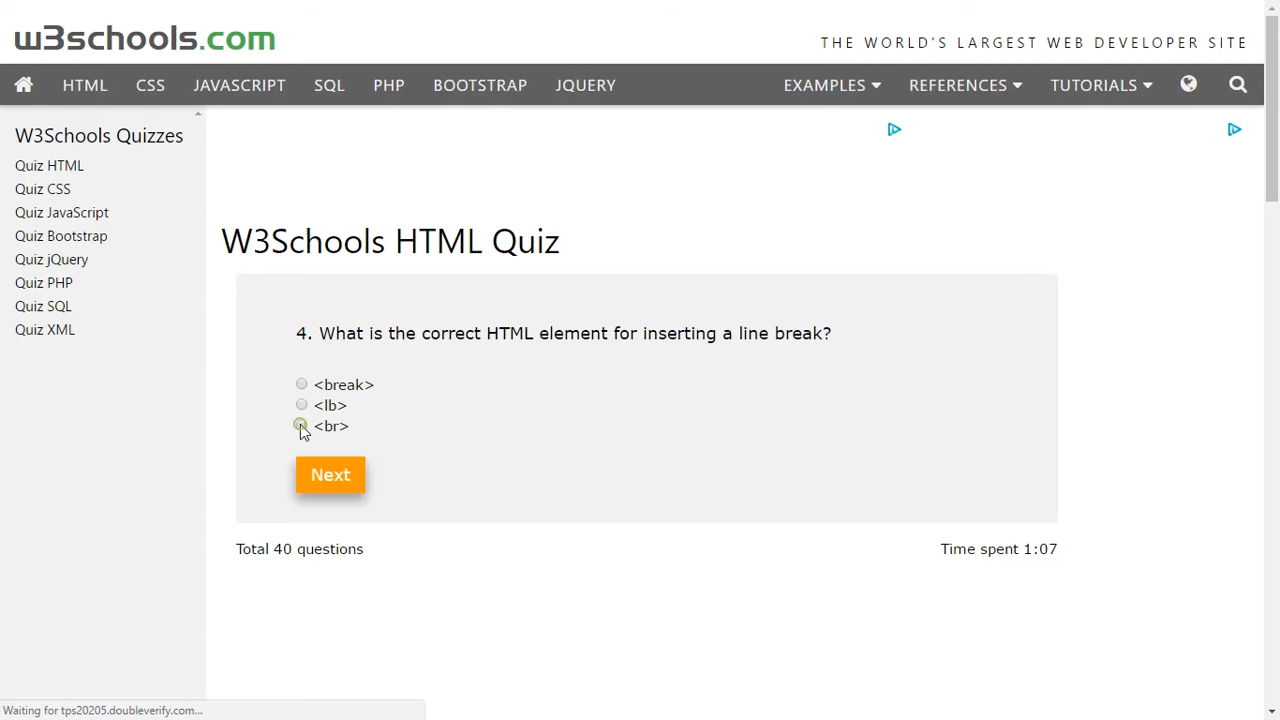 w3schools.com
THE WORLD'S LARGEST WEB DEVELOPER SITE
HTML CSS JAVASCRIPT SQL PHP BOOTSTRAP JQUERY EXAMPLES REFERENCES TUTORIALS
W3Schools Quizzes
Quiz HTML
Quiz CSS
Quiz JavaScript
Quiz Bootstrap
Quiz jQuery
Quiz PHP
Quiz SQL
Quiz XML
W3Schools HTML Quiz
4. What is the correct HTML element for inserting a line break?
<break>
<lb>
<br>
Next
Total 40 questions
Time spent 1:07
Waiting for tps20205.doubleverify.com...